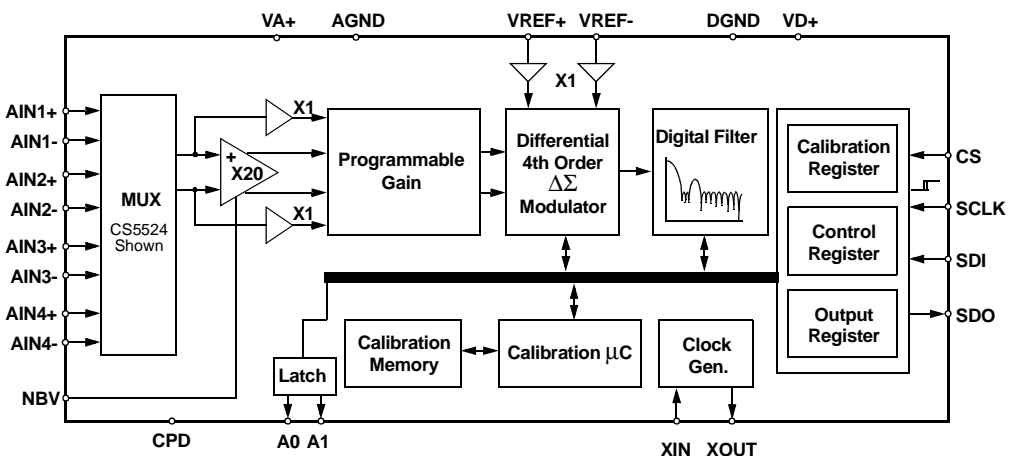 VA+ AGND VREF+ VREF- DGND VD+
X1
AIN1+
AIN1-
AIN2+
AIN2-
AIN3+
AIN3-
AIN4+
AIN4-
NBV
MUX
CS5524
Shown
X1
+
X20
X1
Programmable
Gain
Differential
4th Order
ΔΣ
Modulator
Digital Filter
Calibration
Register
Control
Register
Output
Register
CS
SCLK
SDI
SDO
Latch
Calibration
Memory
Calibration μC
Clock
Gen.
CPD A0 A1 XIN XOUT